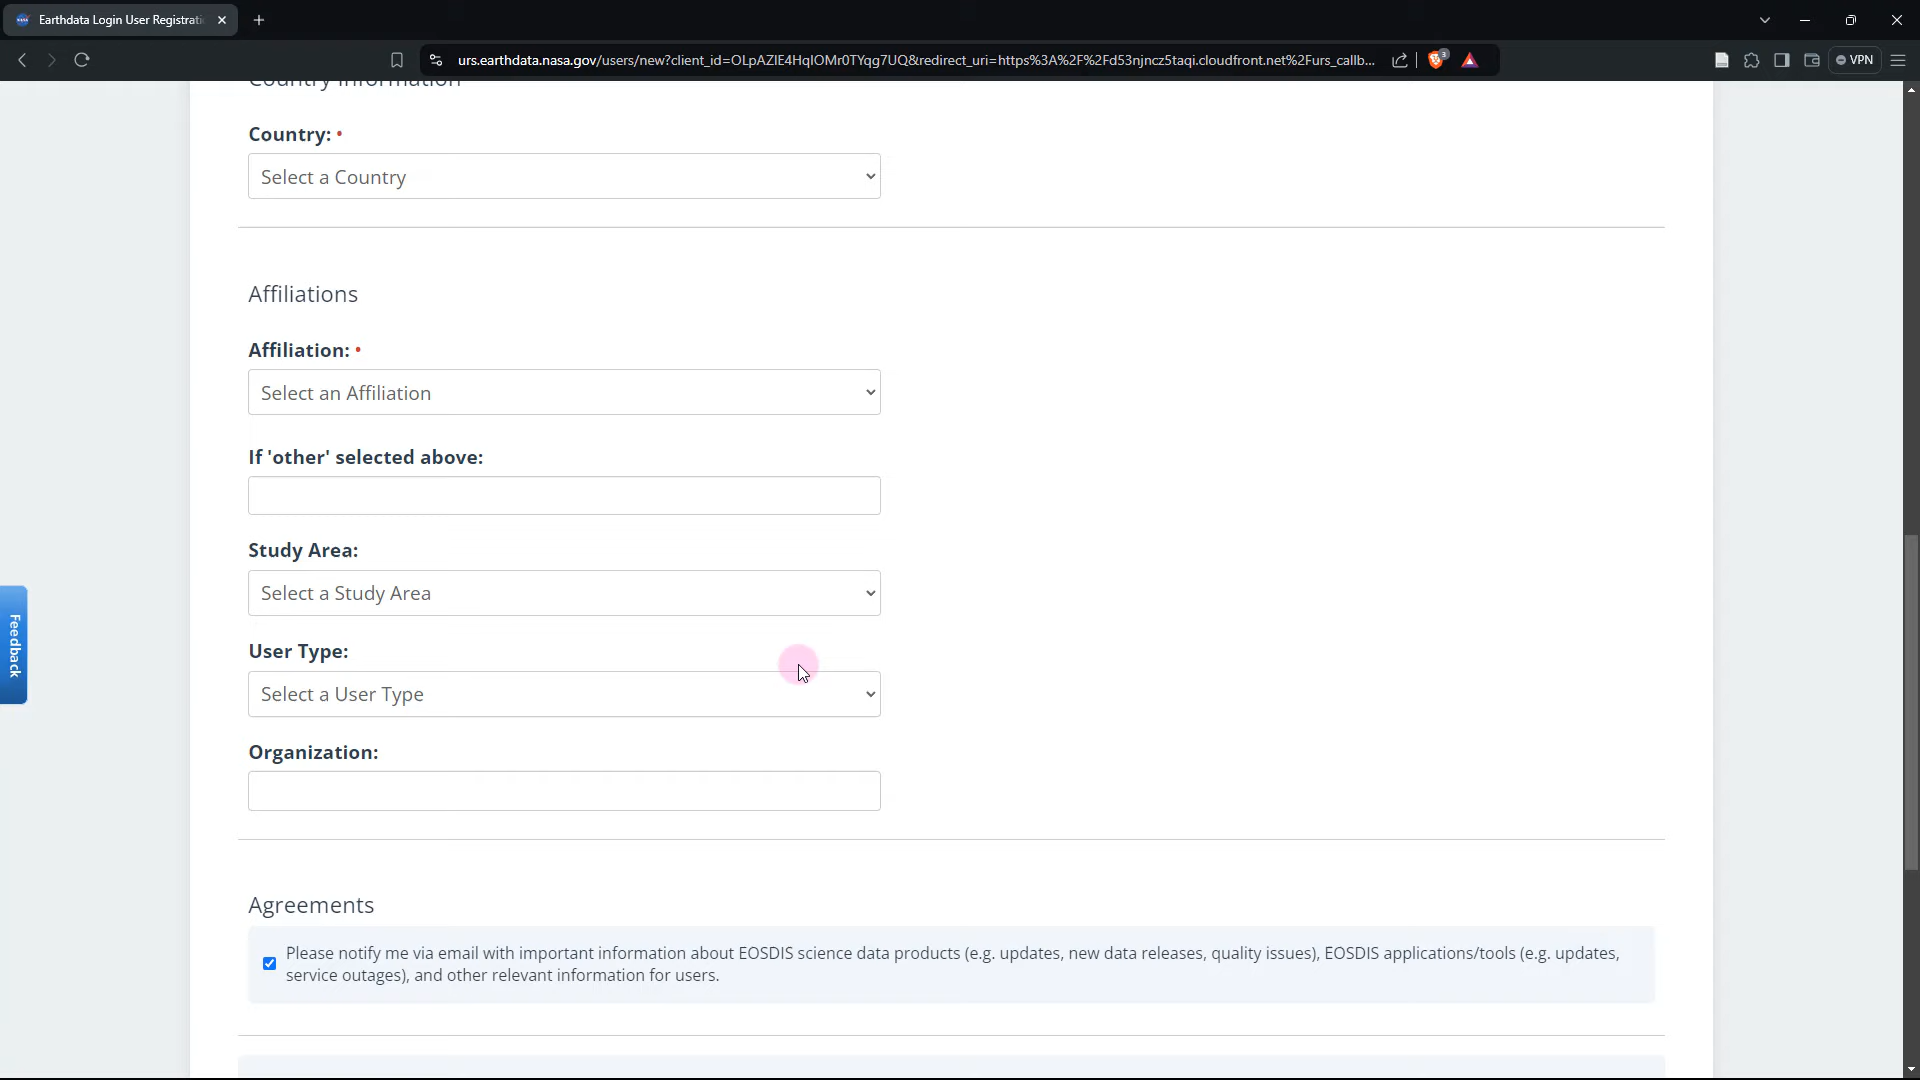 Earthdata Login User Registrati
urs.earthdata.nasa.gov/users/new?client_id=OLpAZlE4HqIOMr0TYqg7UQ&redirect_uri=https%3A%2F%2Fd53njncz5taqi.cloudfront.net%2Furs_callb...
3
VPN
Country Information
Country: •
Select a Country
Affiliations
Affiliation: •
Select an Affiliation
If 'other' selected above:
Study Area:
Select a Study Area
Feedback
User Type:
Select a User Type
Organization:
Agreements
Please notify me via email with important information about EOSDIS science data products (e.g. updates, new data releases, quality issues), EOSDIS applications/tools (e.g. updates,
service outages), and other relevant information for users.